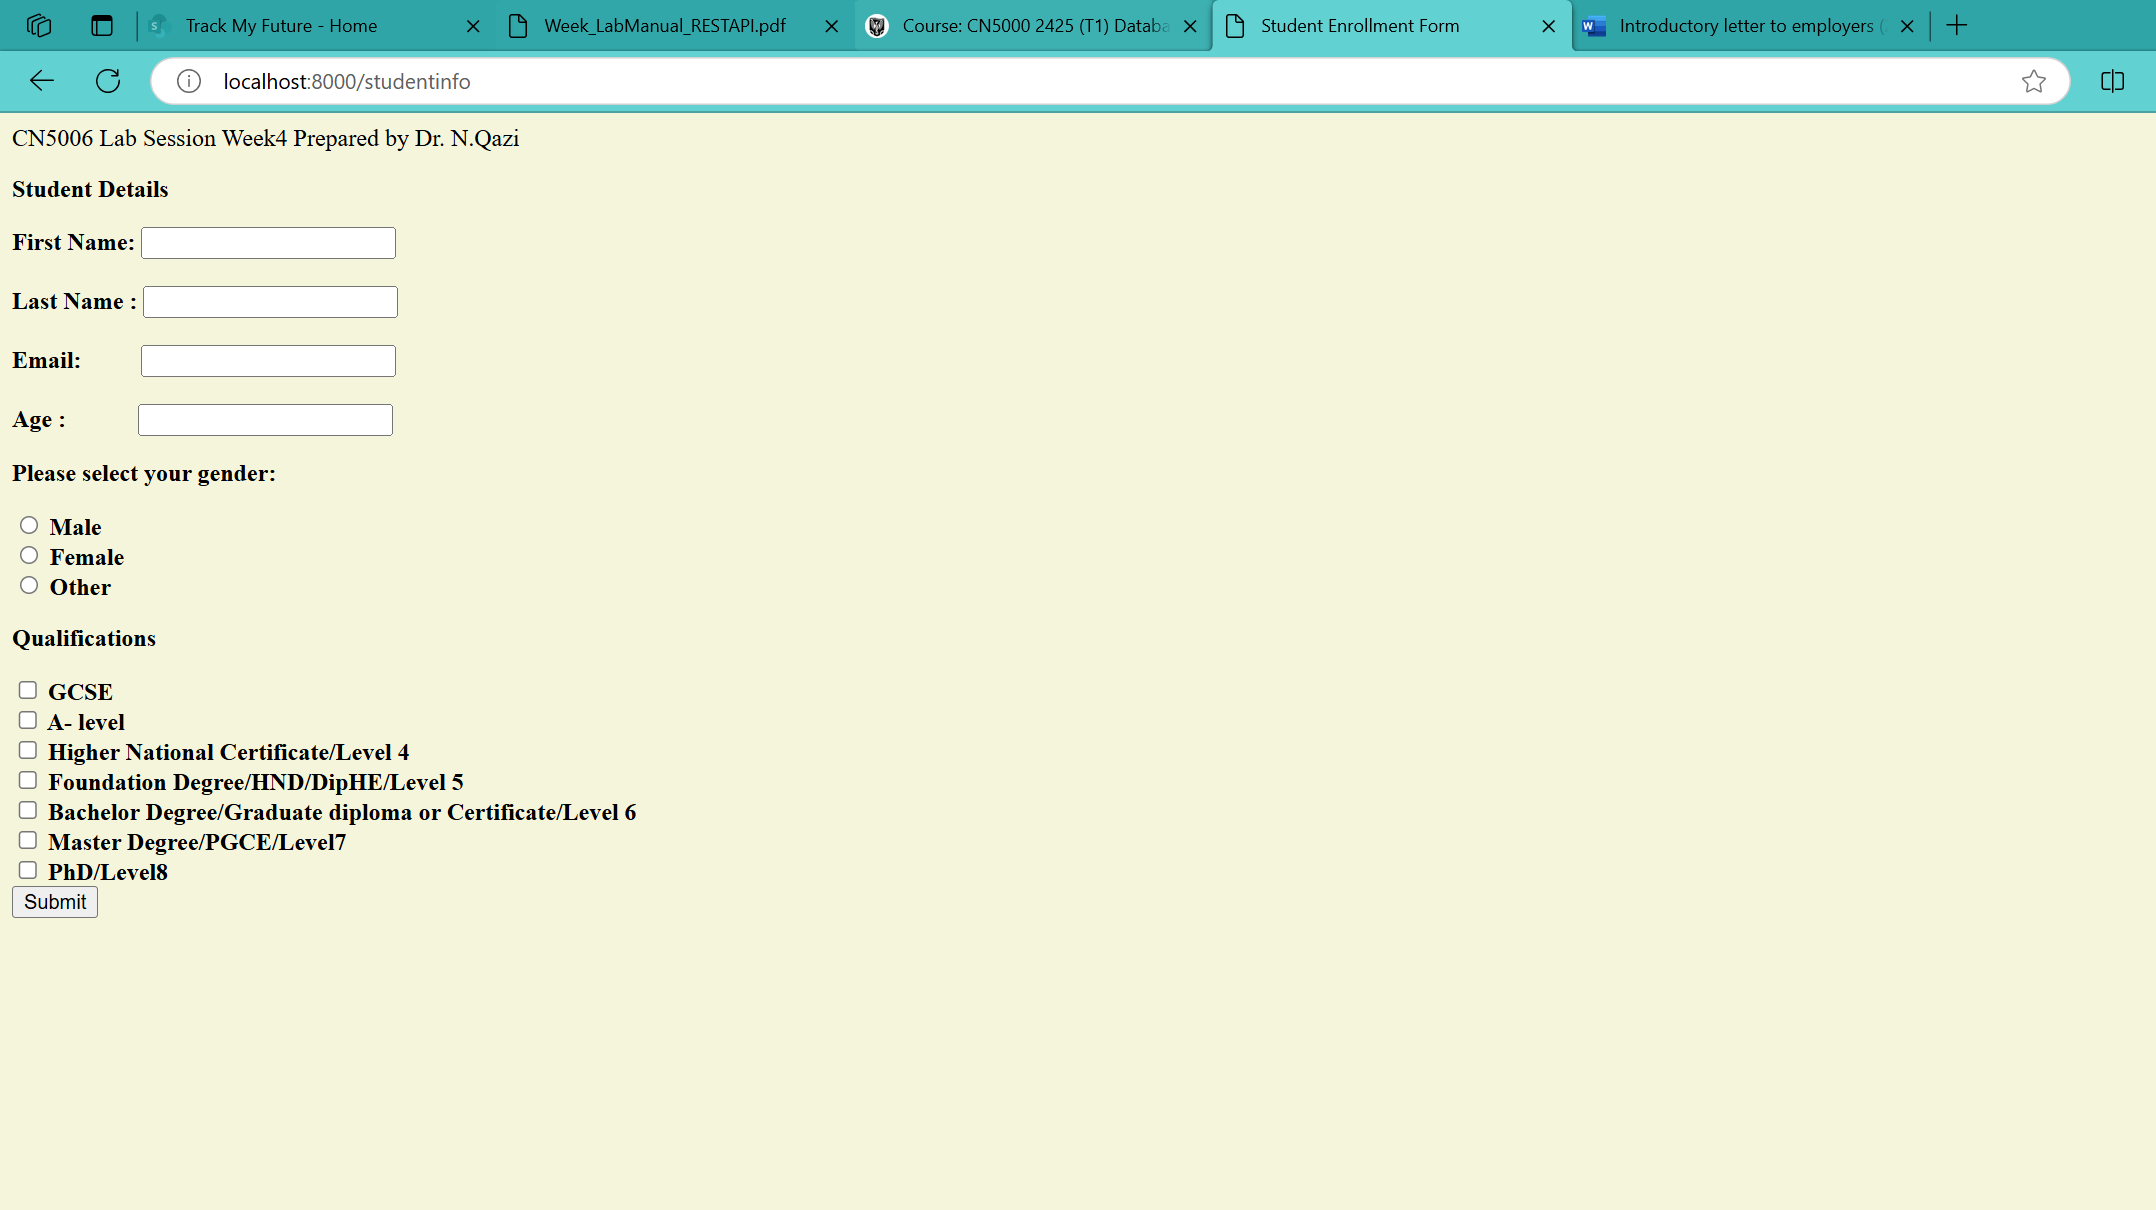 Track My Future - Home
Week_LabManual_RESTAPI.pdf
Course: CN5000 2425 (T1) Databa
Student Enrollment Form
Introductory letter to employers (
localhost:8000/studentinfo
CN5006 Lab Session Week4 Prepared by Dr. N.Qazi
Student Details
First Name:
Last Name :
Email:
Age :
Please select your gender:
Male
Female
Other
Qualifications
GCSE
A- level
Higher National Certificate/Level 4
Foundation Degree/HND/DipHE/Level 5
Bachelor Degree/Graduate diploma or Certificate/Level 6
Master Degree/PGCE/Level7
PhD/Level8
Submit